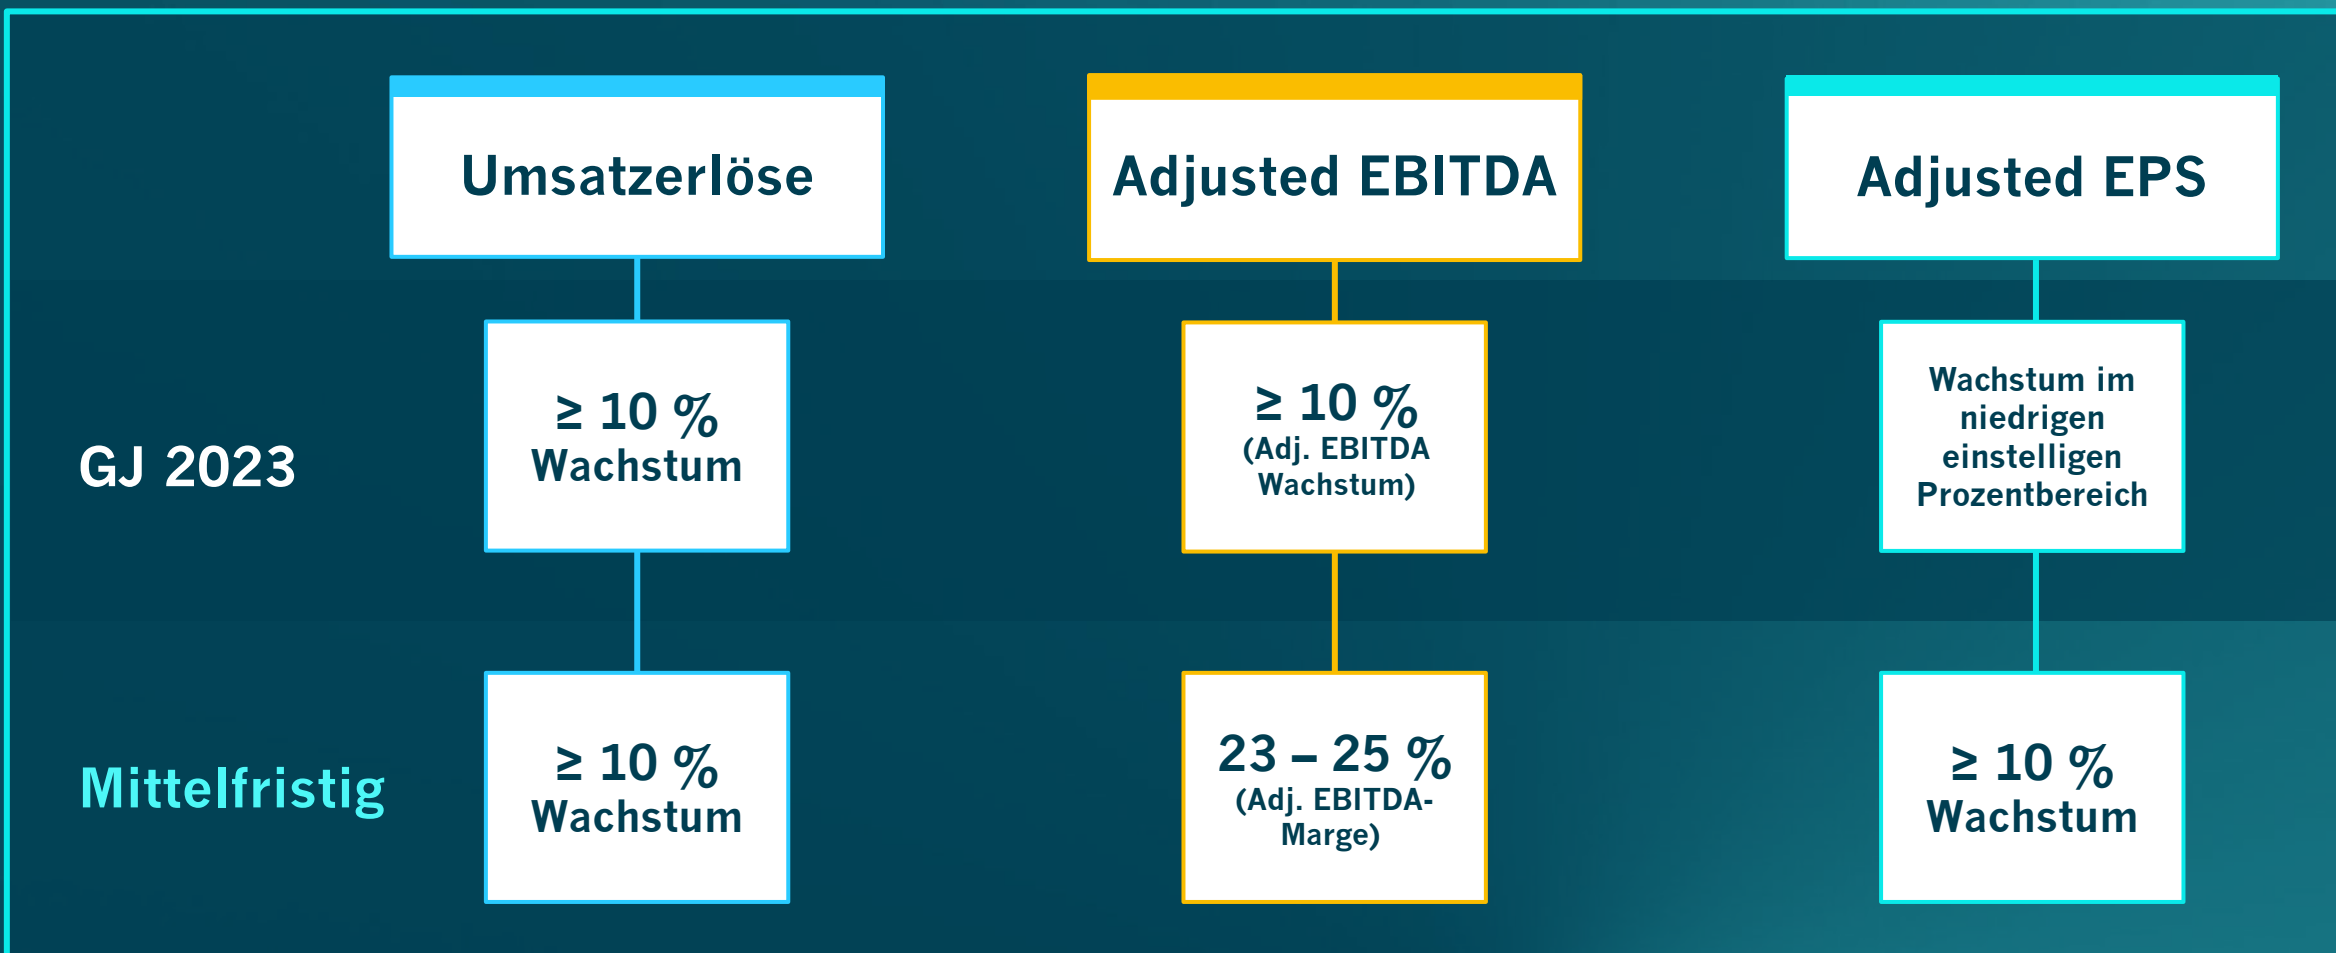 Umsatzerlöse
Adjusted EBITDA
Adjusted EPS
GJ 2023
≥ 10 %
Wachstum
≥ 10 %
(Adj. EBITDA
Wachstum)
Wachstum im
niedrigen
einstelligen
Prozentbereich
Mittelfristig
≥ 10 %
Wachstum
23 – 25 %
(Adj. EBITDA-
Marge)
≥ 10 %
Wachstum